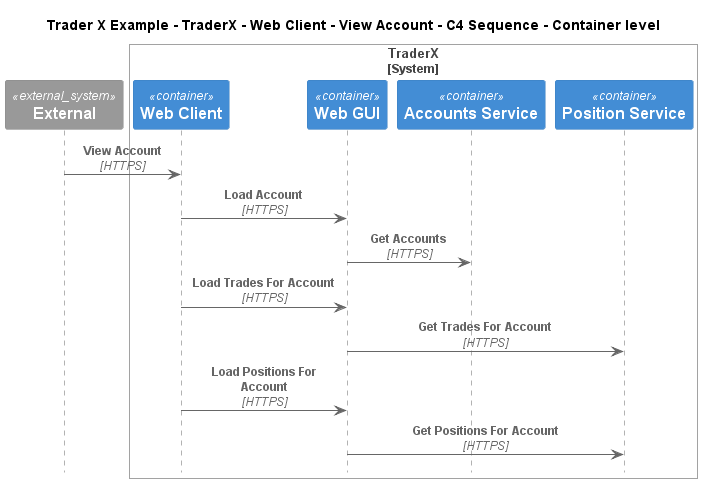 Trader X Example - TraderX - Web Client - View Account - C4 Sequence - Container level
TraderX
[System]
«external_system»
External
«container»
Web Client
«container»
Web GUI
«container»
Accounts Service
«container»
Position Service
View Account
[HTTPS]
Load Account
[HTTPS]
Get Accounts
[HTTPS]
Load Trades For Account
[HTTPS]
Get Trades For Account
[HTTPS]
Load Positions For
Account
[HTTPS]
Get Positions For Account
[HTTPS]